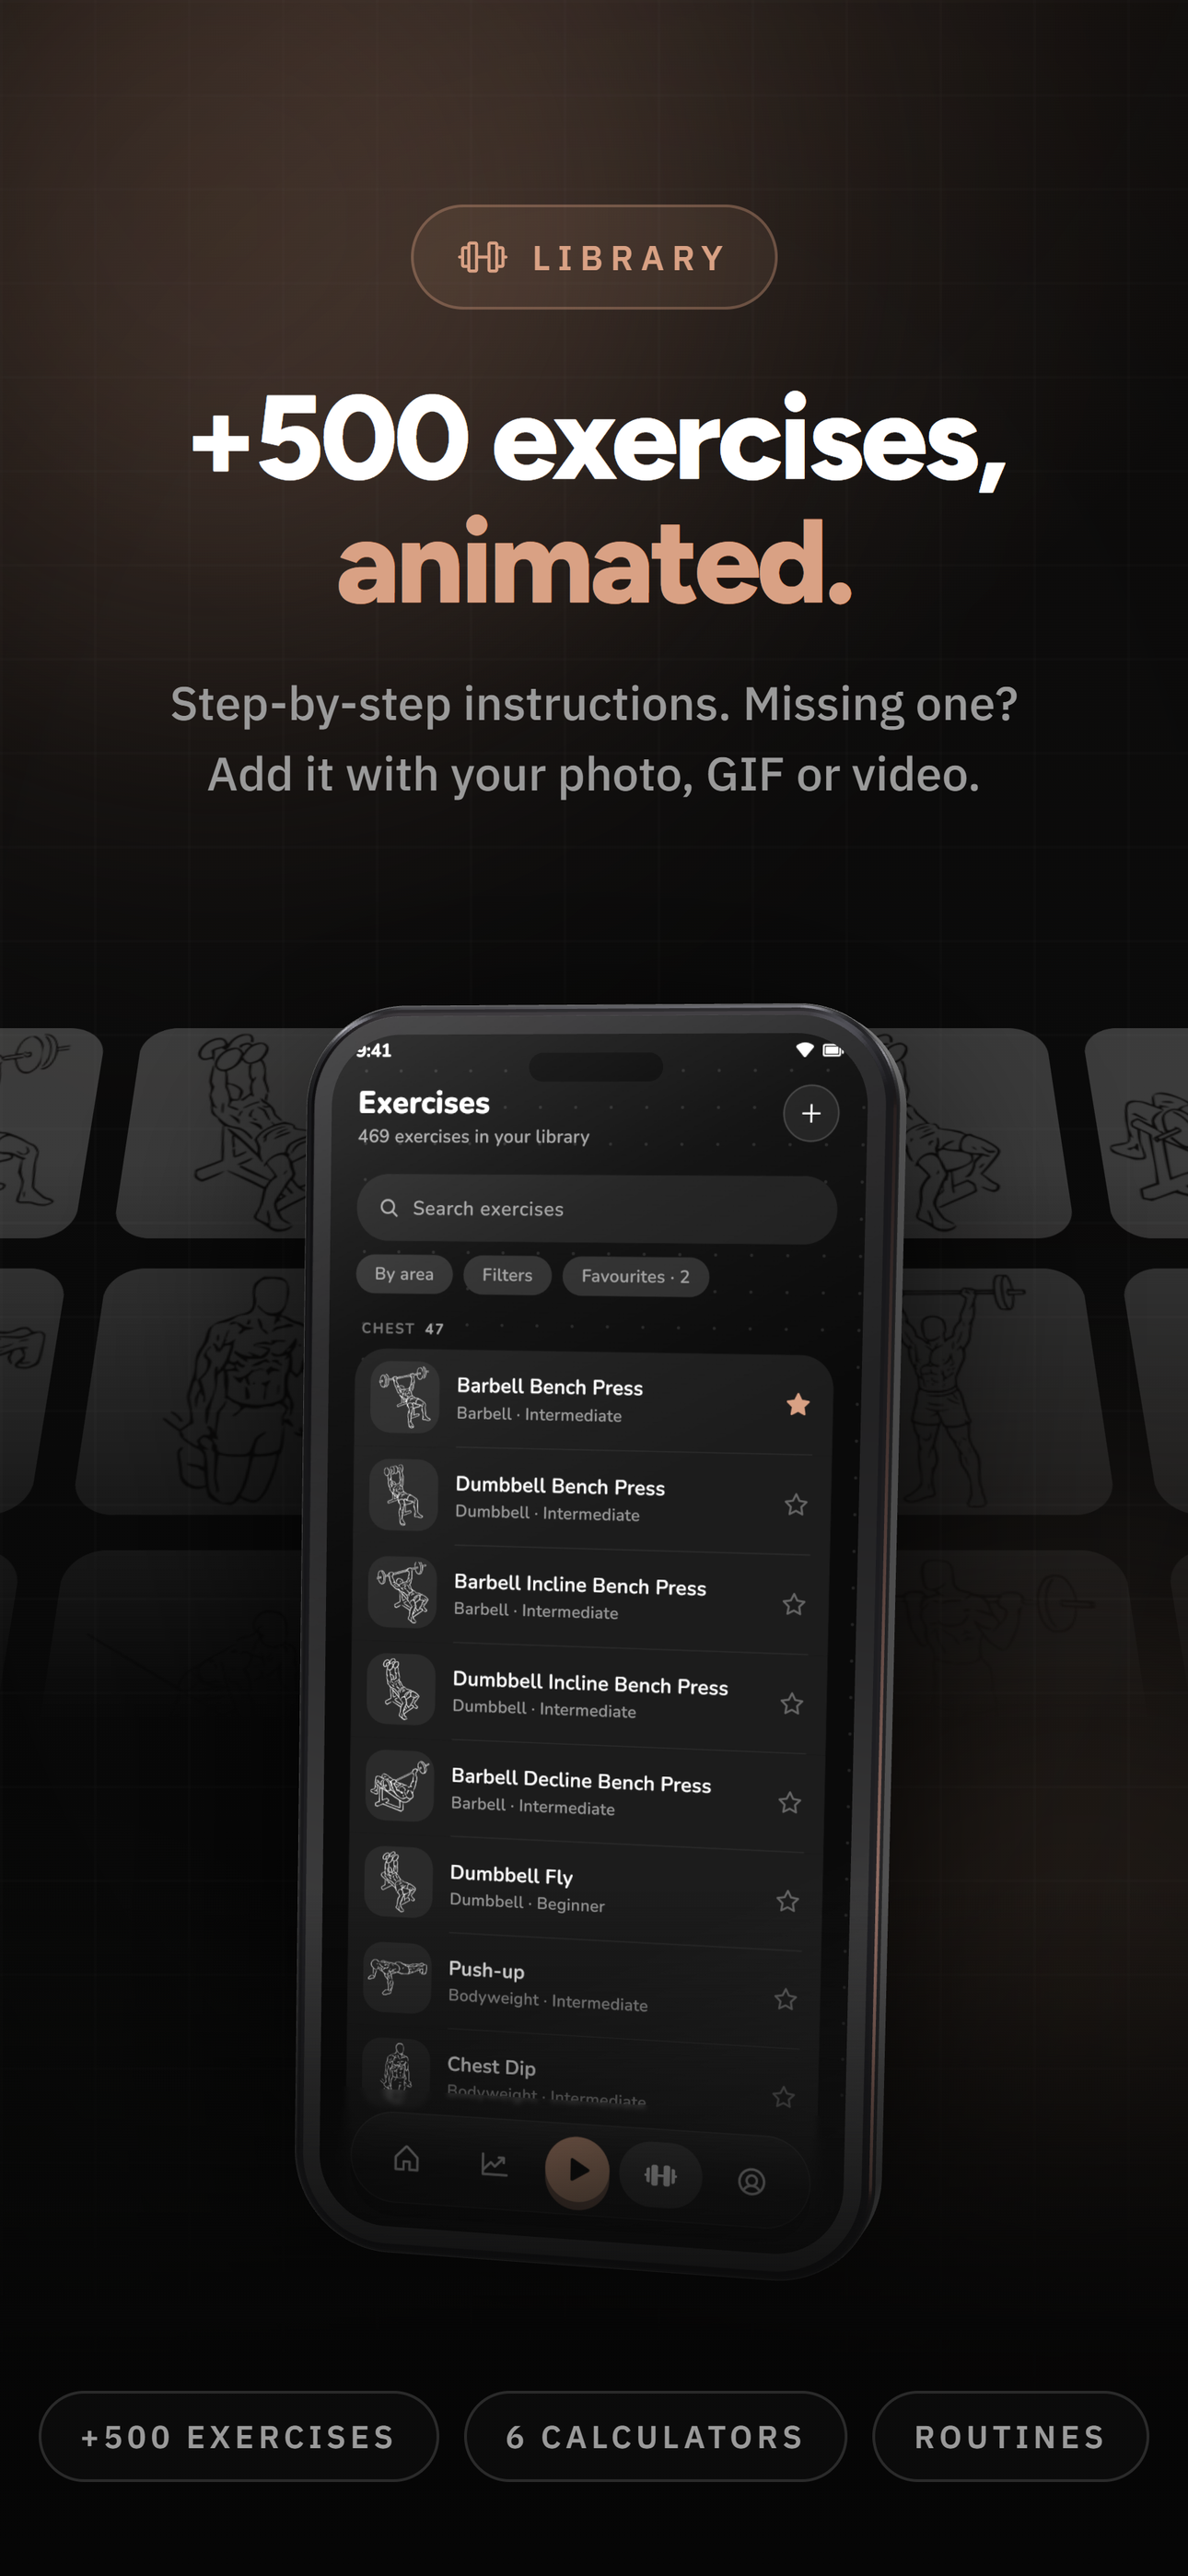 LIBRARY
+500 exercises,
animated.
Step-by-step instructions. Missing one?
Add it with your photo, GIF or video.
9:41
Exercises
469 exercises in your library
Search exercises
By area Filters Favourites · 2
CHEST 47
Barbell Bench Press
Barbell · Intermediate
Dumbbell Bench Press
Dumbbell · Intermediate
Barbell Incline Bench Press
Barbell · Intermediate
Dumbbell Incline Bench Press
Dumbbell · Intermediate
Barbell Decline Bench Press
Barbell · Intermediate
Dumbbell Fly
Dumbbell · Beginner
Push-up
Bodyweight · Intermediate
Chest Dip
Bodyweight · Intermediate
+500 EXERCISES 6 CALCULATORS ROUTINES